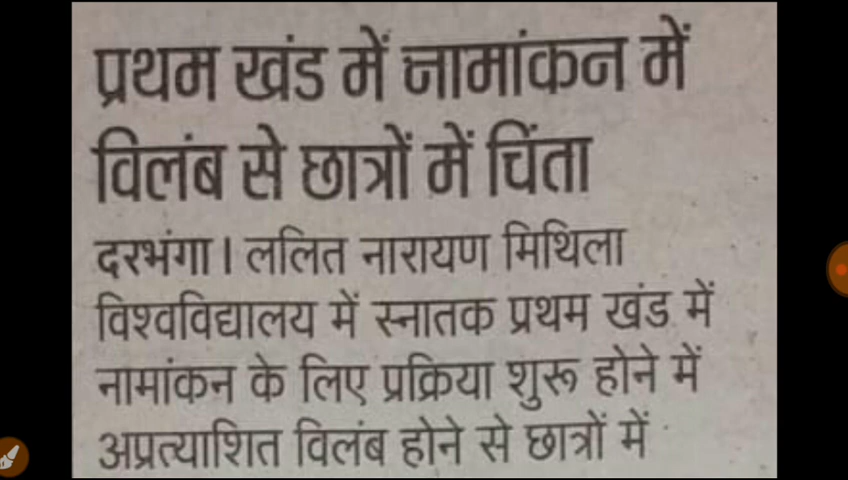 प्रथम खंड में नामांकन में
विलंब से छात्रों में चिंता
दरभंगा। ललित नारायण मिथिला
विश्वविद्यालय में स्नातक प्रथम खंड में
नामांकन के लिए प्रक्रिया शुरू होने में
अप्रत्याशित विलंब होने से छात्रों में